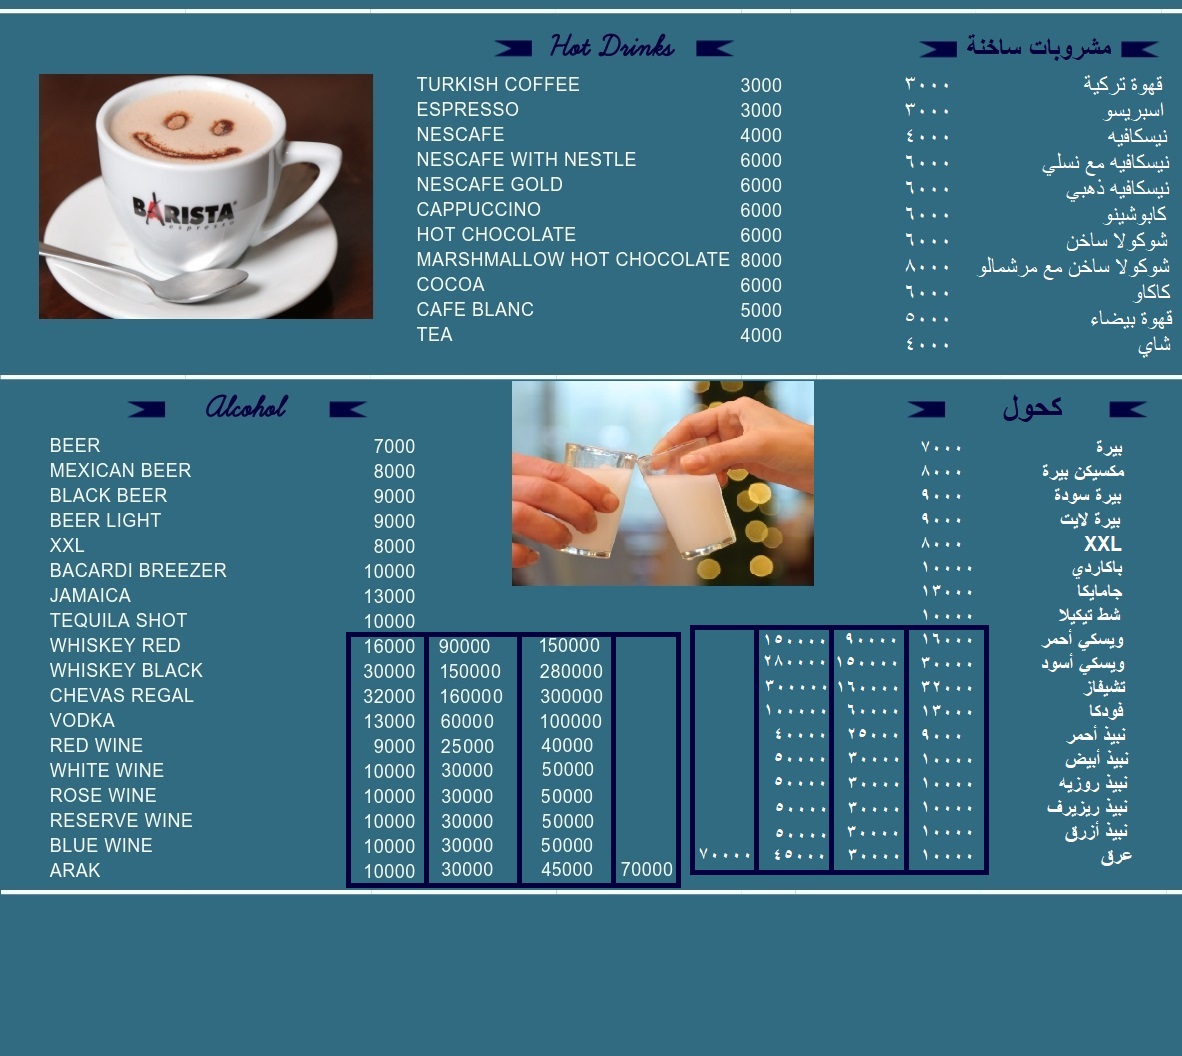 Hot Drinks
مشروبات ساخنة
TURKISH COFFEE 3000
ESPRESSO 3000
NESCAFE 4000
NESCAFE WITH NESTLE 6000
NESCAFE GOLD 6000
CAPPUCCINO 6000
HOT CHOCOLATE 6000
MARSHMALLOW HOT CHOCOLATE 8000
COCOA 6000
CAFE BLANC 5000
TEA 4000
قهوة تركية ٣٠٠٠
اسبريسو ٣٠٠٠
نيسكافيه ٤٠٠٠
نيسكافيه مع نسلي ٦٠٠٠
نيسكافيه ذهبي ٦٠٠٠
كابوشينو ٦٠٠٠
شوكولا ساخن ٦٠٠٠
شوكولا ساخن مع مرشمالو ٨٠٠٠
كاكاو ٦٠٠٠
قهوة بيضاء ٥٠٠٠
شاي ٤٠٠٠
BARISTA
espresso
Alcohol
كحول
BEER 7000
MEXICAN BEER 8000
BLACK BEER 9000
BEER LIGHT 9000
XXL 8000
BACARDI BREEZER 10000
JAMAICA 13000
TEQUILA SHOT 10000
WHISKEY RED 16000 90000 150000
WHISKEY BLACK 30000 150000 280000
CHEVAS REGAL 32000 160000 300000
VODKA 13000 60000 100000
RED WINE 9000 25000 40000
WHITE WINE 10000 30000 50000
ROSE WINE 10000 30000 50000
RESERVE WINE 10000 30000 50000
BLUE WINE 10000 30000 50000
ARAK 10000 30000 45000 70000
بيرة ٧٠٠٠
مكسيكن بيرة ٨٠٠٠
بيرة سودة ٩٠٠٠
بيرة لايت ٩٠٠٠
XXL ٨٠٠٠
باكاردي ١٠٠٠٠
جامايكا ١٣٠٠٠
شط تيكيلا ١٠٠٠٠
ويسكي أحمر ١٦٠٠٠ ٩٠٠٠٠ ١٥٠٠٠٠
ويسكي أسود ٣٠٠٠٠ ١٥٠٠٠٠ ٢٨٠٠٠٠
تشيفاز ٣٢٠٠٠ ١٦٠٠٠٠ ٣٠٠٠٠٠
فودكا ١٣٠٠٠ ٦٠٠٠٠ ١٠٠٠٠٠
نبيذ أحمر ٩٠٠٠ ٢٥٠٠٠ ٤٠٠٠٠
نبيذ أبيض ١٠٠٠٠ ٣٠٠٠٠ ٥٠٠٠٠
نبيذ روزيه ١٠٠٠٠ ٣٠٠٠٠ ٥٠٠٠٠
نبيذ ريزيرف ١٠٠٠٠ ٣٠٠٠٠ ٥٠٠٠٠
نبيذ أزرق ١٠٠٠٠ ٣٠٠٠٠ ٥٠٠٠٠
عرق ١٠٠٠٠ ٣٠٠٠٠ ٤٥٠٠٠ ٧٠٠٠٠